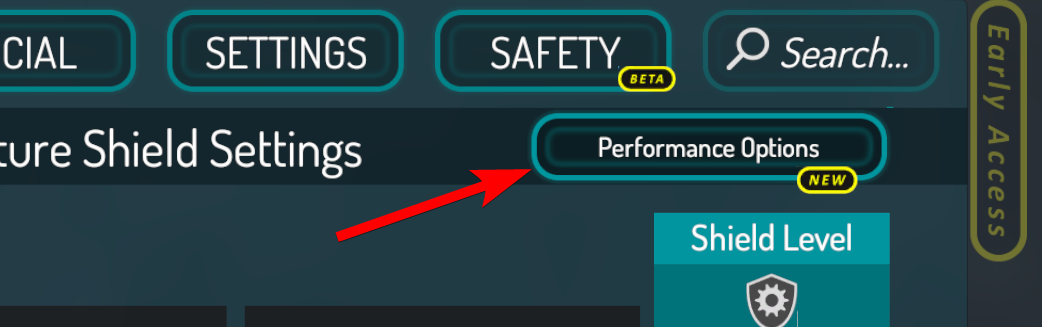 CIAL
SETTINGS
SAFETY
BETA
Search...
Early Access
ture Shield Settings
Performance Options
NEW
Shield Level